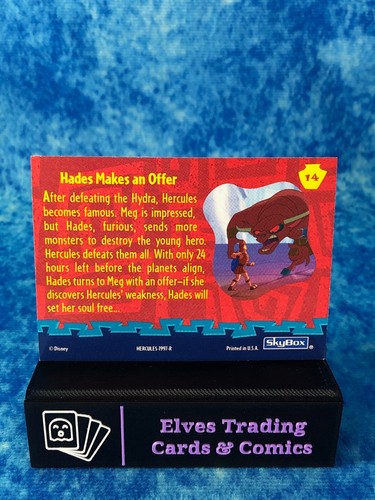 Hades Makes an Offer
14
After defeating the Hydra, Hercules
becomes famous. Meg is impressed,
but Hades, furious, sends more
monsters to destroy the young hero.
Hercules defeats them all. With only 24
hours left before the planets align,
Hades turns to Meg with an offer–if she
discovers Hercules' weakness, Hades will
set her soul free...
© Disney
HERCULES-1997-R
Printed in U.S.A.
SkyBox®
Elves Trading
Cards & Comics